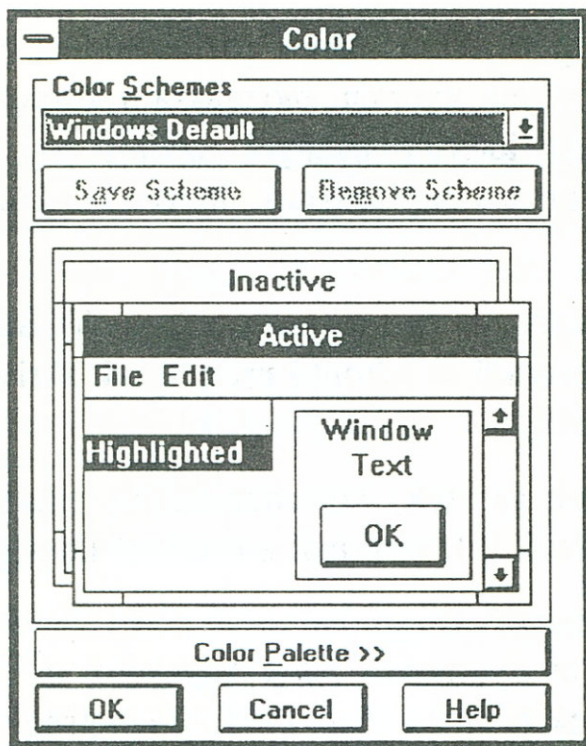 Color
Color Schemes
Windows Default
Save Scheme Remove Scheme
Inactive
Active
File Edit
Highlighted
Window
Text
OK
Color Palette >>
OK Cancel Help